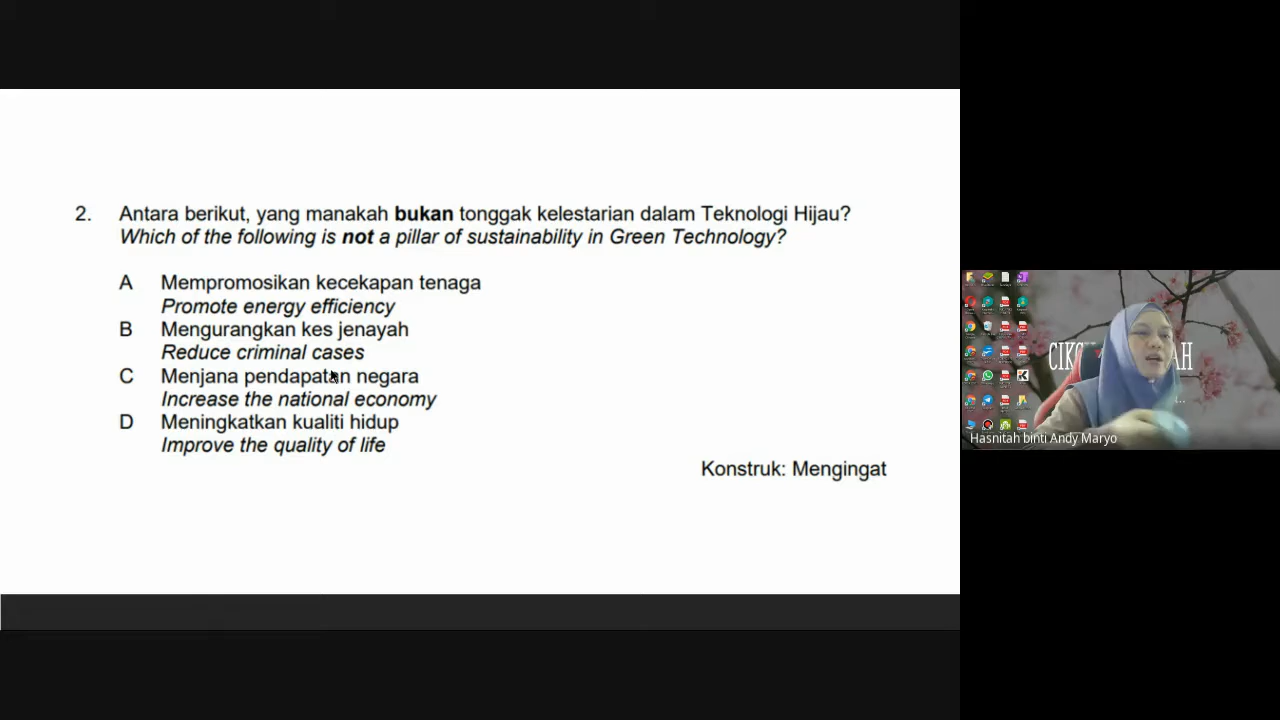 2. Antara berikut, yang manakah bukan tonggak kelestarian dalam Teknologi Hijau?
Which of the following is not a pillar of sustainability in Green Technology?
A Mempromosikan kecekapan tenaga
Promote energy efficiency
B Mengurangkan kes jenayah
Reduce criminal cases
C Menjana pendapatan negara
Increase the national economy
D Meningkatkan kualiti hidup
Improve the quality of life
Konstruk: Mengingat
Hasnitah binti Andy Maryo